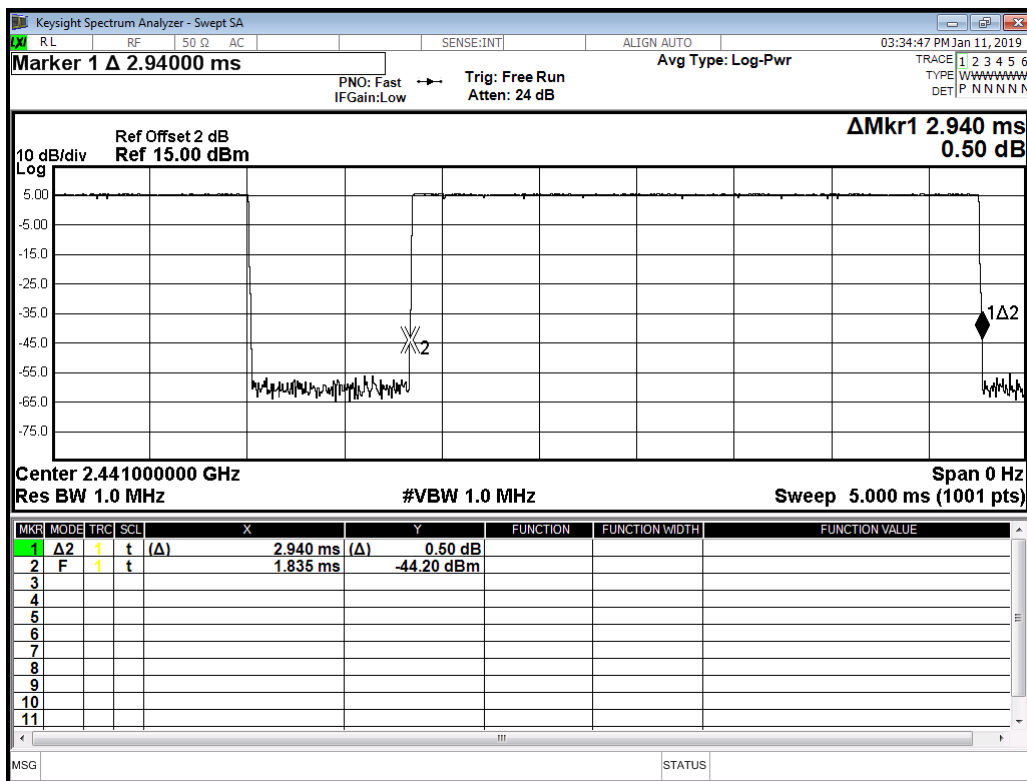 Keysight Spectrum Analyzer - Swept SA
LXI RL RF 50 Ω AC SENSE:INT ALIGN AUTO 03:34:47 PM Jan 11, 2019
Marker 1 Δ 2.94000 ms
PNO: Fast
IFGain:Low
Trig: Free Run
Atten: 24 dB
Avg Type: Log-Pwr
TRACE 1 2 3 4 5 6
TYPE WWWWWW
DET P N N N N N
ΔMkr1 2.940 ms
0.50 dB
Ref Offset 2 dB
10 dB/div Ref 15.00 dBm
Log
5.00
-5.00
-15.0
-25.0
-35.0
-45.0
-55.0
-65.0
-75.0
1Δ2
2
Center 2.441000000 GHz Span 0 Hz
Res BW 1.0 MHz #VBW 1.0 MHz Sweep 5.000 ms (1001 pts)
MKR MODE TRC SCL X Y FUNCTION FUNCTION WIDTH FUNCTION VALUE
1 Δ2 1 t (Δ) 2.940 ms (Δ) 0.50 dB
2 F 1 t 1.835 ms -44.20 dBm
3
4
5
6
7
8
9
10
11
MSG STATUS